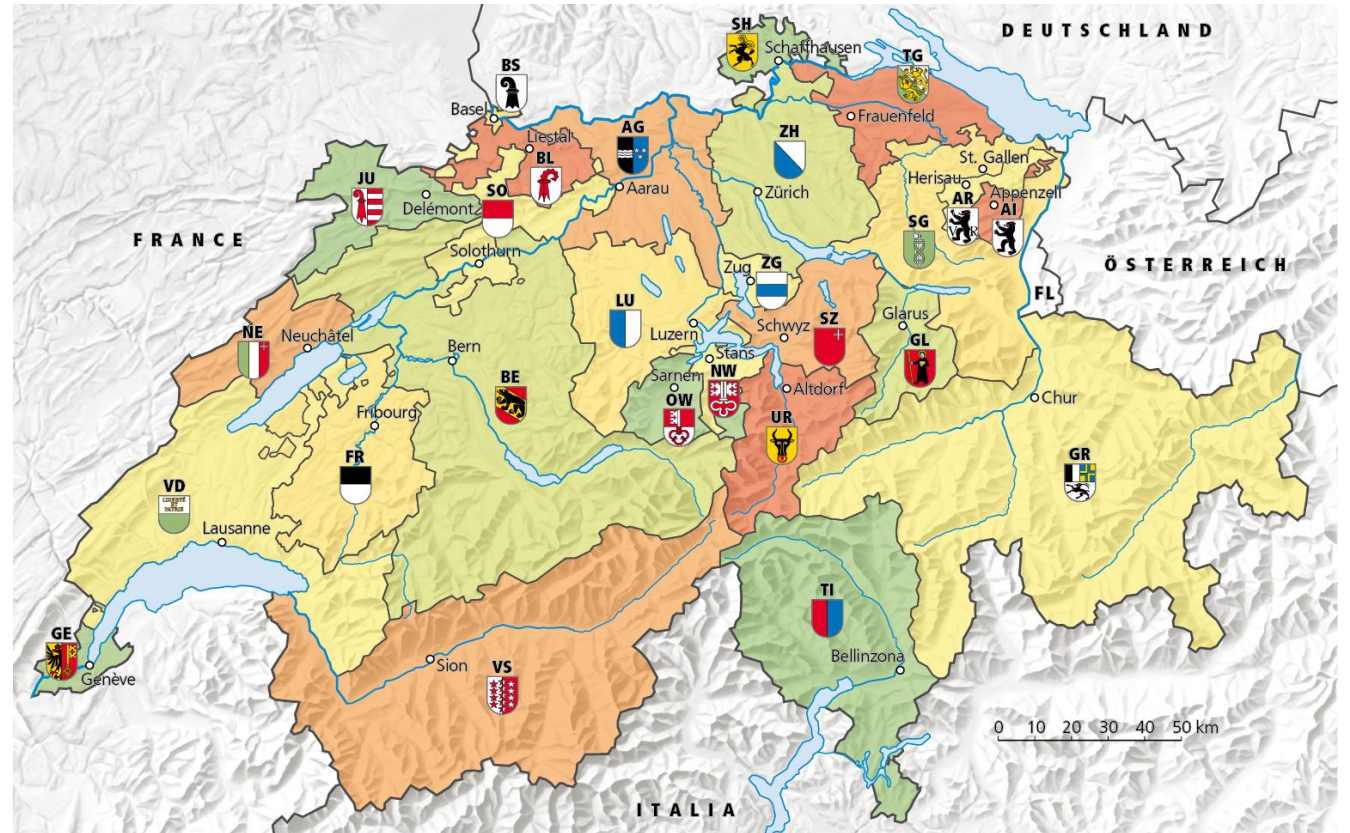 SH
DEUTSCHLAND
Schaffhausen
BS
TG
Basel
Frauenfeld
AG
ZH
Liestal
BL
St. Gallen
JU
Herisau
SO
Aarau
Zürich
Appenzell
Delémont
AR
AI
V R
SG
FRANCE
Solothurn
ÖSTERREICH
ZG
Zug
FL
LU
NE
Neuchâtel
Luzern
Schwyz
SZ
Glarus
GL
Bern
Stans
BE
Sarnen
NW
Altdorf
OW
Chur
Fribourg
UR
FR
GR
VD
LIBERTÉ
ET
PATRIE
Lausanne
TI
GE
Bellinzona
Genève
Sion
VS
0 10 20 30 40 50 km
ITALIA